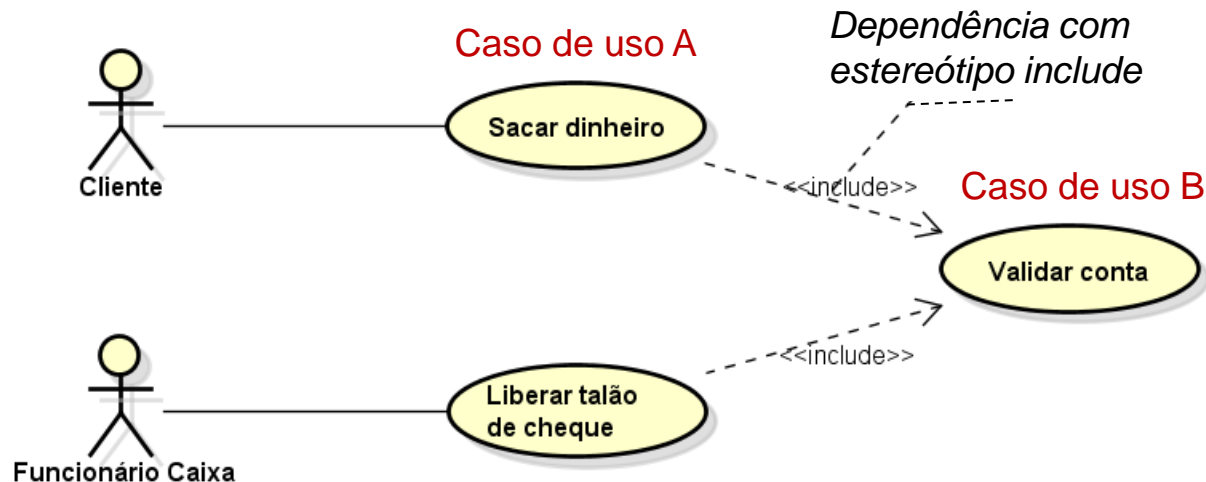 Caso de uso A
Dependência com
estereótipo include
Sacar dinheiro
Cliente
<<include>>
Caso de uso B
Validar conta
<<include>>
Liberar talão
de cheque
Funcionário Caixa